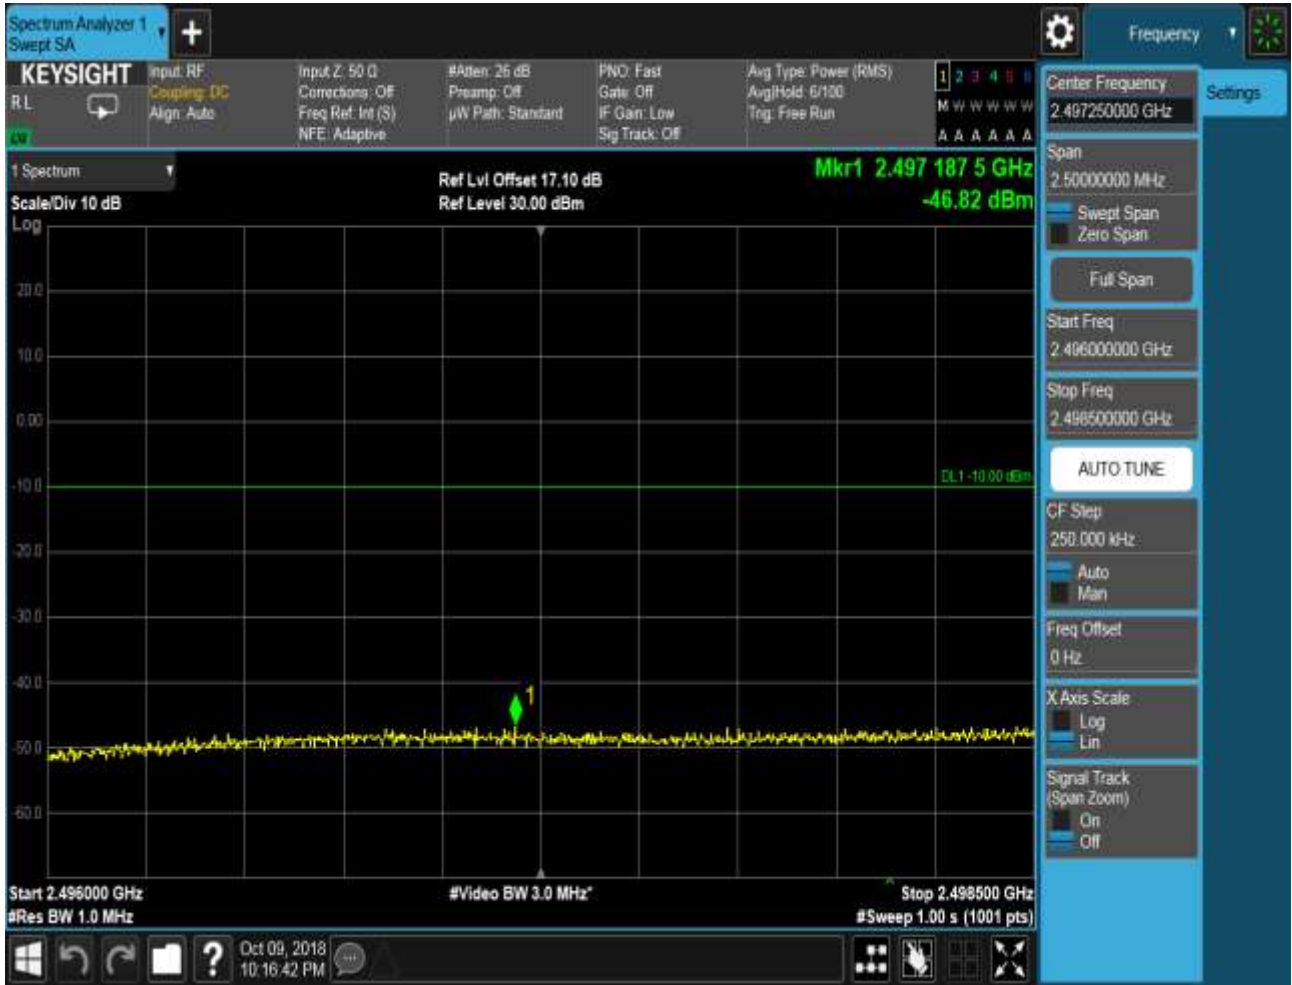 Spectrum Analyzer 1
Swept SA
+
Frequency
KEYSIGHT
R L
LXI
Input: RF
Coupling: DC
Align: Auto
Input Z: 50 Ω
Corrections: Off
Freq Ref: Int (S)
NFE: Adaptive
#Atten: 26 dB
Preamp: Off
µW Path: Standard
PNO: Fast
Gate: Off
IF Gain: Low
Sig Track: Off
Avg Type: Power (RMS)
Avg|Hold: 6/100
Trig: Free Run
1 2 3 4 5 6
M W W W W W
A A A A A A
1 Spectrum
Scale/Div 10 dB
Log
Ref Lvl Offset 17.10 dB
Ref Level 30.00 dBm
Mkr1 2.497 187 5 GHz
-46.82 dBm
20.0
10.0
0.00
-10.0
DL1 -10.00 dBm
-20.0
-30.0
-40.0
1
-50.0
-60.0
Start 2.496000 GHz
#Res BW 1.0 MHz
#Video BW 3.0 MHz*
Stop 2.498500 GHz
#Sweep 1.00 s (1001 pts)
?
Oct 09, 2018
10:16:42 PM
Center Frequency
2.497250000 GHz
Settings
Span
2.50000000 MHz
Swept Span
Zero Span
Full Span
Start Freq
2.496000000 GHz
Stop Freq
2.498500000 GHz
AUTO TUNE
CF Step
250.000 kHz
Auto
Man
Freq Offset
0 Hz
X Axis Scale
Log
Lin
Signal Track
(Span Zoom)
On
Off